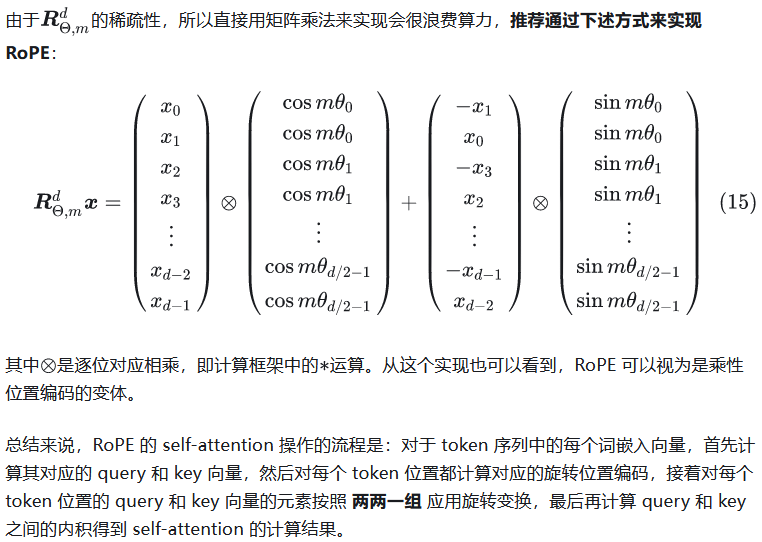 由于$\boldsymbol{R}^d_{\Theta,m}$的稀疏性，所以直接用矩阵乘法来实现会很浪费算力，推荐通过下述方式来实现
RoPE：
$$\boldsymbol{R}^d_{\Theta,m}\boldsymbol{x} = \begin{pmatrix} x_0 \\ x_1 \\ x_2 \\ x_3 \\ \vdots \\ x_{d-2} \\ x_{d-1} \end{pmatrix} \otimes \begin{pmatrix} \cos m\theta_0 \\ \cos m\theta_0 \\ \cos m\theta_1 \\ \cos m\theta_1 \\ \vdots \\ \cos m\theta_{d/2-1} \\ \cos m\theta_{d/2-1} \end{pmatrix} + \begin{pmatrix} -x_1 \\ x_0 \\ -x_3 \\ x_2 \\ \vdots \\ -x_{d-1} \\ x_{d-2} \end{pmatrix} \otimes \begin{pmatrix} \sin m\theta_0 \\ \sin m\theta_0 \\ \sin m\theta_1 \\ \sin m\theta_1 \\ \vdots \\ \sin m\theta_{d/2-1} \\ \sin m\theta_{d/2-1} \end{pmatrix} \quad (15)$$
其中⊗是逐位对应相乘，即计算框架中的*运算。从这个实现也可以看到，RoPE 可以视为是乘性
位置编码的变体。
总结来说，RoPE 的 self-attention 操作的流程是：对于 token 序列中的每个词嵌入向量，首先计
算其对应的 query 和 key 向量，然后对每个 token 位置都计算对应的旋转位置编码，接着对每个
token 位置的 query 和 key 向量的元素按照 两两一组 应用旋转变换，最后再计算 query 和 key
之间的内积得到 self-attention 的计算结果。